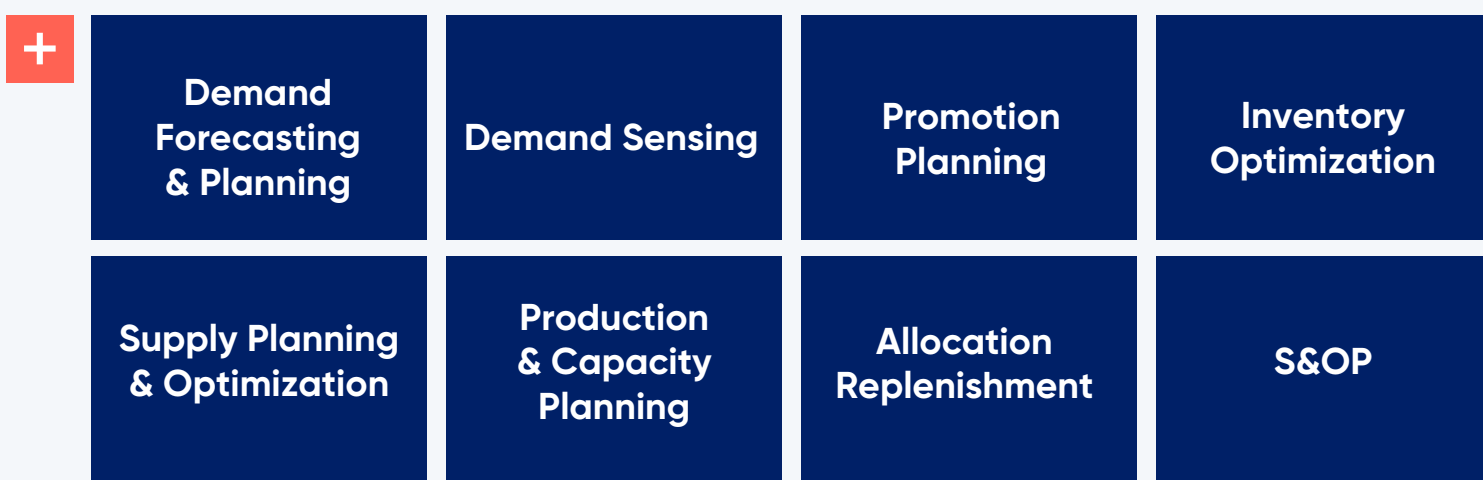 +
Demand
Forecasting
& Planning
Demand Sensing
Promotion
Planning
Inventory
Optimization
Supply Planning
& Optimization
Production
& Capacity
Planning
Allocation
Replenishment
S&OP